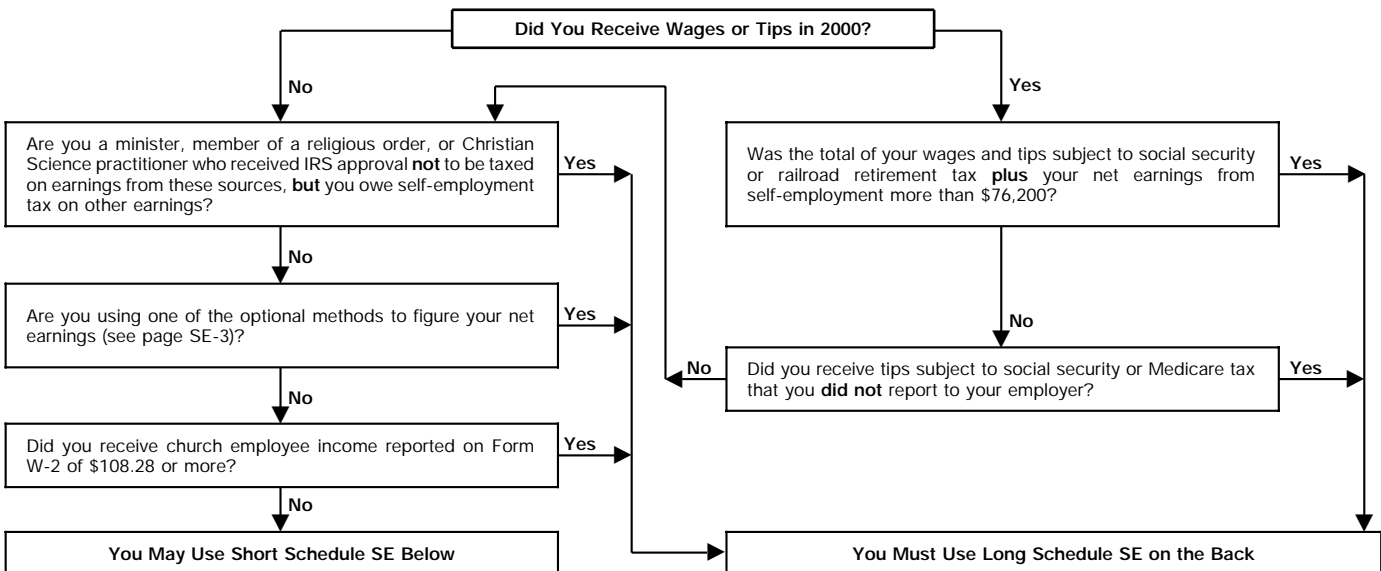 Did You Receive Wages or Tips in 2000?
No
Yes
Are you a minister, member of a religious order, or Christian
Science practitioner who received IRS approval not to be taxed
on earnings from these sources, but you owe self-employment
tax on other earnings?
Yes
Was the total of your wages and tips subject to social security
or railroad retirement tax plus your net earnings from
self-employment more than $76,200?
Yes
No
No
Are you using one of the optional methods to figure your net
earnings (see page SE-3)?
Yes
No
Did you receive tips subject to social security or Medicare tax
that you did not report to your employer?
Yes
No
Did you receive church employee income reported on Form
W-2 of $108.28 or more?
Yes
No
You May Use Short Schedule SE Below
You Must Use Long Schedule SE on the Back